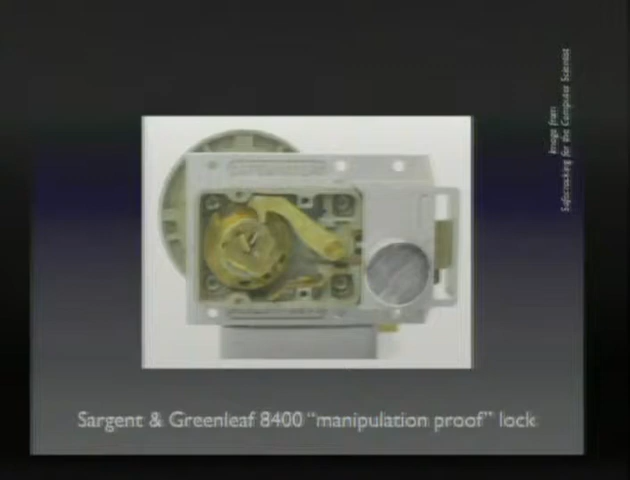 Image from
Safecracking for the Computer Scientist
Sargent & Greenleaf 8400 “manipulation proof” lock